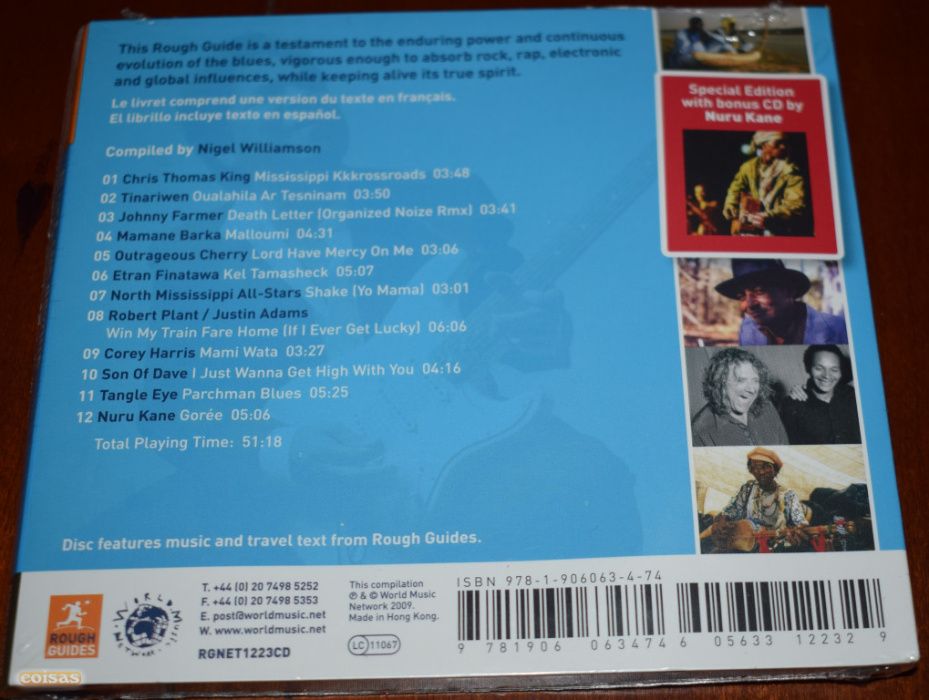 This Rough Guide is a testament to the enduring power and continuous
evolution of the blues, vigorous enough to absorb rock, rap, electronic
and global influences, while keeping alive its true spirit.
Le livret comprend une version du texte en français.
El librillo incluye texto en español.
Compiled by Nigel Williamson
01 Chris Thomas King Mississippi Kkkrossroads 03:48
02 Tinariwen Oualahila Ar Tesninam 03:50
03 Johnny Farmer Death Letter (Organized Noize Rmx) 03:41
04 Mamane Barka Malloumi 04:31
05 Outrageous Cherry Lord Have Mercy On Me 03:06
06 Etran Finatawa Kel Tamasheck 05:07
07 North Mississippi All-Stars Shake (Yo Mama) 03:01
08 Robert Plant / Justin Adams
Win My Train Fare Home (If I Ever Get Lucky) 06:06
09 Corey Harris Mami Wata 03:27
10 Son Of Dave I Just Wanna Get High With You 04:16
11 Tangle Eye Parchman Blues 05:25
12 Nuru Kane Gorée 05:06
Total Playing Time: 51:18
Special Edition
with bonus CD by
Nuru Kane
Disc features music and travel text from Rough Guides.
ROUGH
GUIDES
WORLD MUSIC NETWORK
T. +44 (0) 20 7498 5252
F. +44 (0) 20 7498 5353
E. post@worldmusic.net
W. www.worldmusic.net
RGNET1223CD
This compilation
℗ & © World Music
Network 2009.
Made in Hong Kong.
LC 11067
ISBN 978-1-906063-4-74
9 781906 063474
6 05633 12232 9
coisas